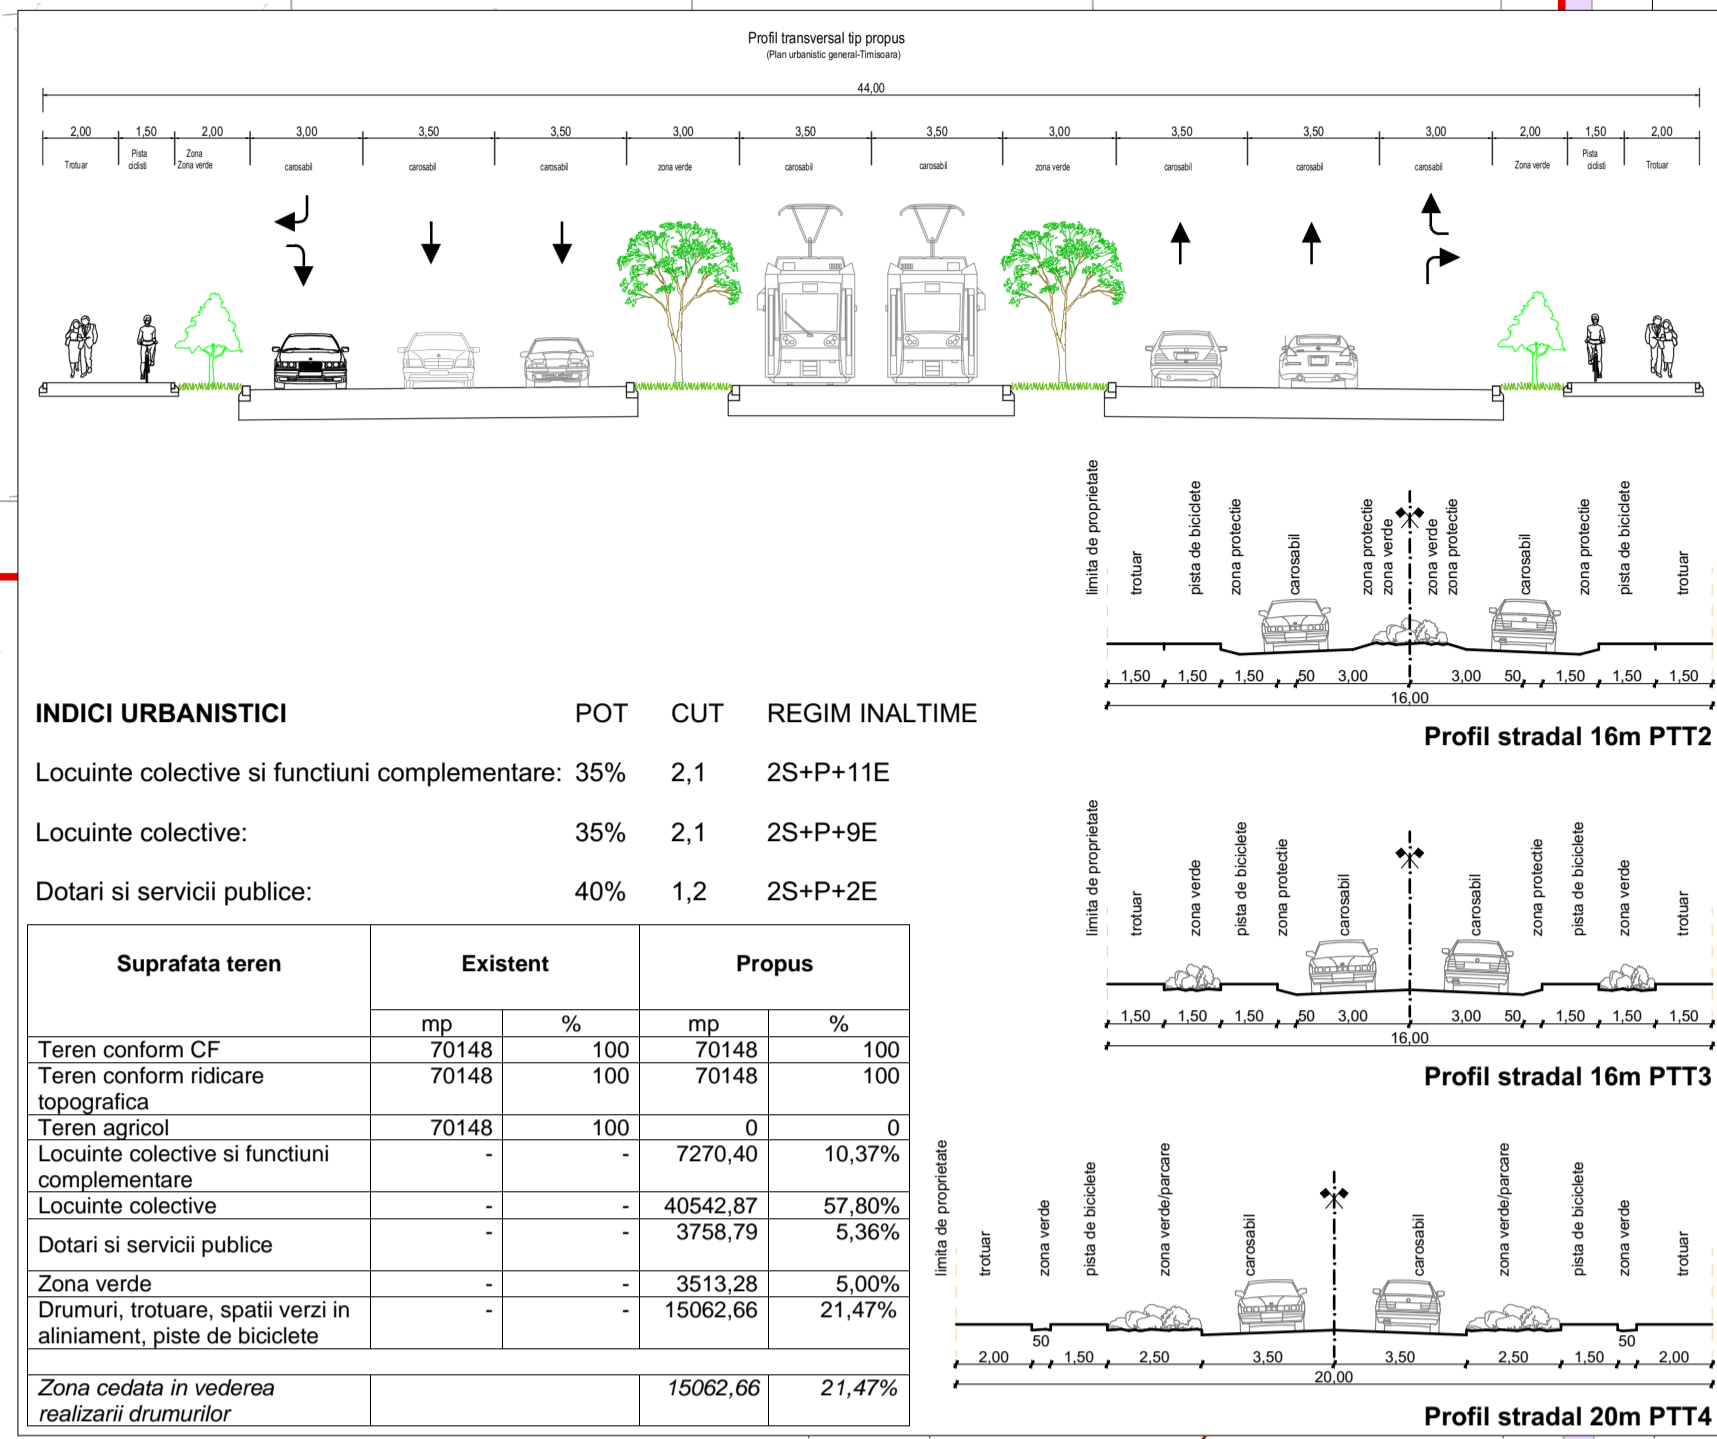 Profil transversal tip propus
(Plan urbanistic general-Timisoara)
44,00
2,00 1,50 2,00 3,00 3,50 3,50 3,00 3,50 3,50 3,00 3,50 3,50 3,00 2,00 1,50 2,00
Trotuar Pista ciclisti Zona Zona verde carosabil carosabil carosabil zona verde carosabil carosabil zona verde carosabil carosabil carosabil Zona verde Pista ciclisti Trotuar
limita de proprietate trotuar pista de biciclete zona protectie carosabil zona protectie zona verde zona verde zona protectie carosabil zona protectie pista de biciclete trotuar
1,50 1,50 1,50 50 3,00 3,00 50 1,50 1,50 1,50
16,00
Profil stradal 16m PTT2
INDICI URBANISTICI POT CUT REGIM INALTIME
Locuinte colective si functiuni complementare: 35% 2,1 2S+P+11E
Locuinte colective: 35% 2,1 2S+P+9E
Dotari si servicii publice: 40% 1,2 2S+P+2E
limita de proprietate trotuar zona verde pista de biciclete zona protectie carosabil carosabil zona protectie pista de biciclete zona verde trotuar
1,50 1,50 1,50 50 3,00 3,00 50 1,50 1,50 1,50
16,00
Profil stradal 16m PTT3
Suprafata teren Existent Propus
mp % mp %
Teren conform CF 70148 100 70148 100
Teren conform ridicare 70148 100 70148 100
topografica
Teren agricol 70148 100 0 0
Locuinte colective si functiuni - - 7270,40 10,37%
complementare
Locuinte colective - - 40542,87 57,80%
Dotari si servicii publice - - 3758,79 5,36%
Zona verde - - 3513,28 5,00%
Drumuri, trotuare, spatii verzi in - - 15062,66 21,47%
aliniament, piste de biciclete
Zona cedata in vederea 15062,66 21,47%
realizarii drumurilor
limita de proprietate trotuar zona verde pista de biciclete zona verde/parcare carosabil carosabil zona verde/parcare pista de biciclete zona verde trotuar
50 50
2,00 1,50 2,50 3,50 3,50 2,50 1,50 2,00
20,00
Profil stradal 20m PTT4